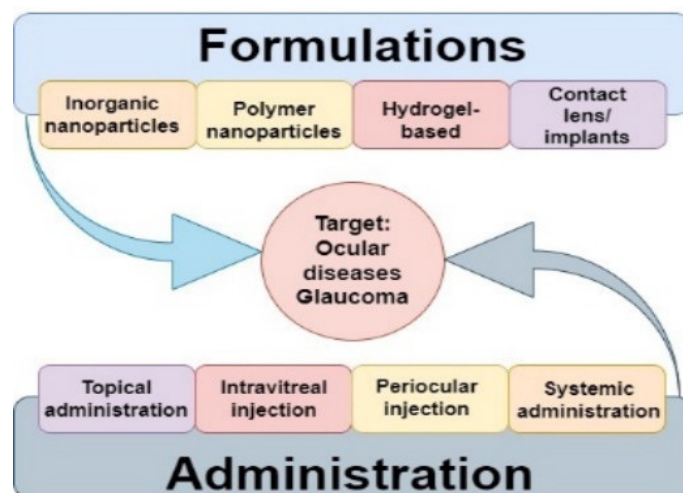 Formulations
Inorganic
nanoparticles
Polymer
nanoparticles
Hydrogel-
based
Contact
lens/
implants
Target:
Ocular
diseases
Glaucoma
Topical
administration
Intravitreal
injection
Periocular
injection
Systemic
administration
Administration